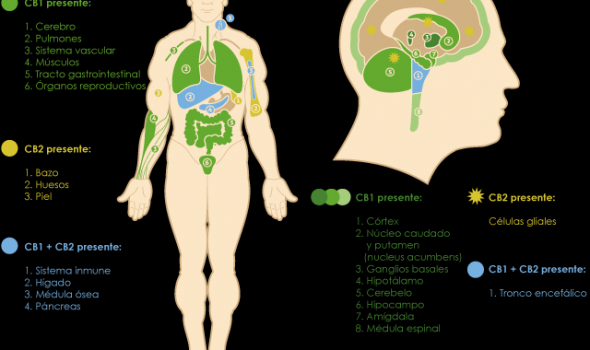 CB1 presente:
1. Cerebro
2. Pulmones
3. Sistema vascular
4. Músculos
5. Tracto gastrointestinal
6. Órganos reproductivos
CB2 presente:
1. Bazo
2. Huesos
3. Piel
CB1 + CB2 presente:
1. Sistema inmune
2. Hígado
3. Médula ósea
4. Páncreas
CB1 presente:
1. Córtex
2. Núcleo caudado
y putamen
(nucleus acumbens)
3. Ganglios basales
4. Hipotálamo
5. Cerebelo
6. Hipocampo
7. Amígdala
8. Médula espinal
CB2 presente:
Células gliales
CB1 + CB2 presente:
1. Tronco encefálico